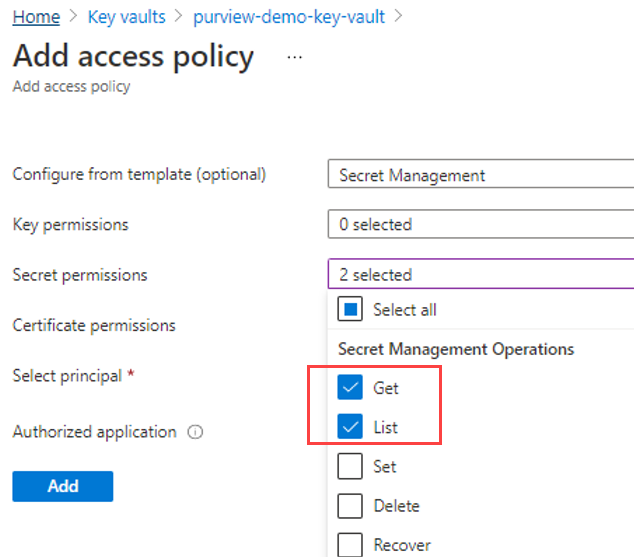 Home > Key vaults > purview-demo-key-vault >
Add access policy ...
Add access policy
Configure from template (optional) Secret Management
Key permissions 0 selected
Secret permissions 2 selected
Select all
Certificate permissions
Secret Management Operations
Select principal *
Get
List
Authorized application
Set
Add
Delete
Recover